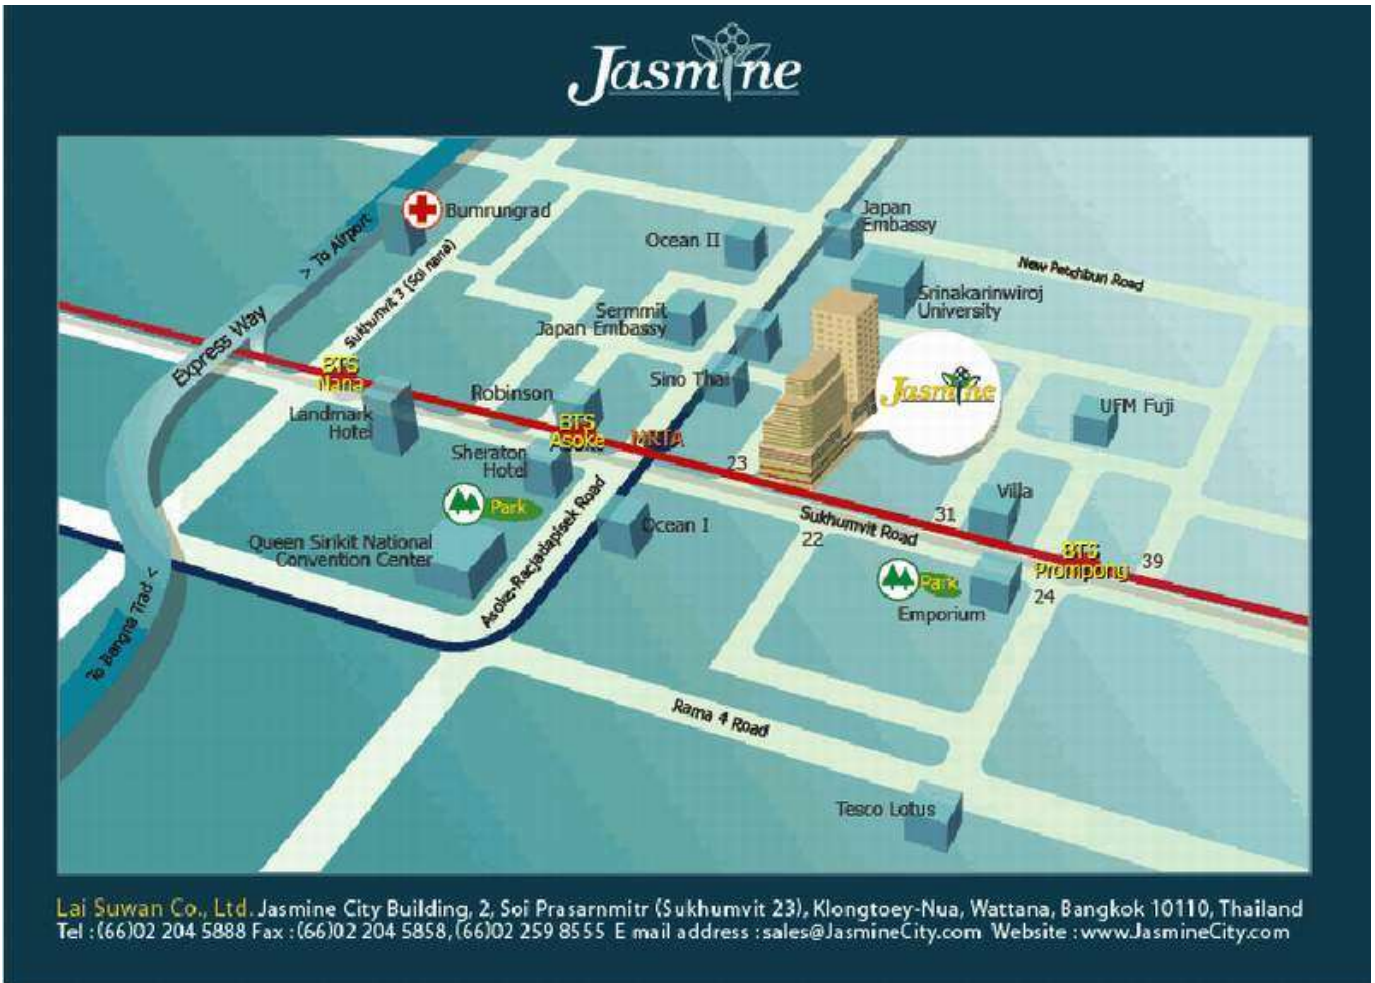 Jasmine
Bumrungrad
> To Airport
Sukhumvit 3 (Soi nana)
Express Way
Ocean II
Japan
Embassy
New Petchburi Road
Srinakarinwiroj
University
Sermmit
Japan Embassy
Sino Thai
Jasmine
BTS
Nana
Landmark
Hotel
Robinson
BTS
Asoke
MRTA
UFM Fuji
Sheraton
Hotel
23
Park
Villa
31
Sukhumvit Road
22
Ocean I
Asoke-Racjadapisek Road
Queen Sirikit National
Convention Center
BTS
Prompong
39
Park
Emporium
24
To Bangna Trad <
Rama 4 Road
Tesco Lotus
Lai Suwan Co., Ltd. Jasmine City Building, 2, Soi Prasarnmitr (Sukhumvit 23), Klongtoey-Nua, Wattana, Bangkok 10110, Thailand
Tel : (66)02 204 5888 Fax : (66)02 204 5858, (66)02 259 8555 E mail address : sales@JasmineCity.com Website : www.JasmineCity.com